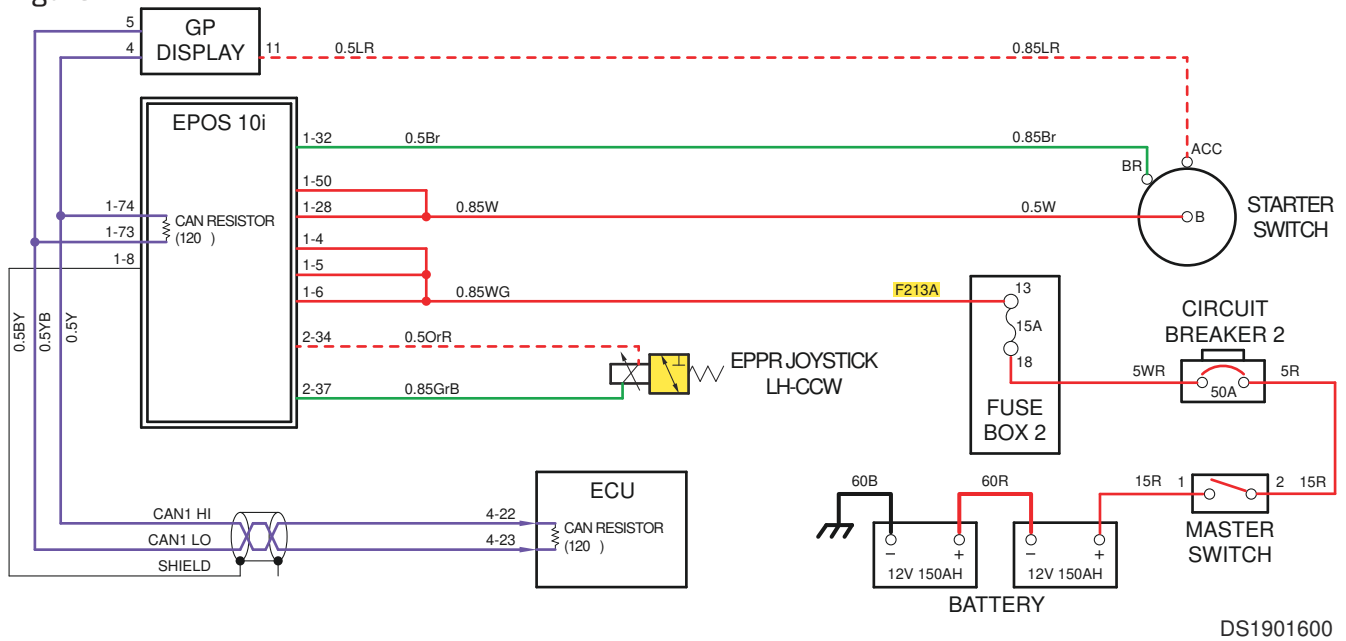 5
4
GP
DISPLAY
11
0.5LR
0.85LR
EPOS 10i
1-32
0.5Br
0.85Br
BR
ACC
1-50
1-28
0.85W
0.5W
B
STARTER
SWITCH
1-74
1-73
1-8
CAN RESISTOR
(120 )
1-4
1-5
1-6
0.85WG
F213A
13
15A
18
FUSE
BOX 2
CIRCUIT
BREAKER 2
5WR
50A
5R
2-34
0.5OrR
2-37
0.85GrB
EPPR JOYSTICK
LH-CCW
0.5BY
0.5YB
0.5Y
CAN1 HI
CAN1 LO
SHIELD
4-22
4-23
ECU
CAN RESISTOR
(120 )
60B
60R
15R
1
2
15R
MASTER
SWITCH
−
+
12V 150AH
−
+
12V 150AH
BATTERY
DS1901600